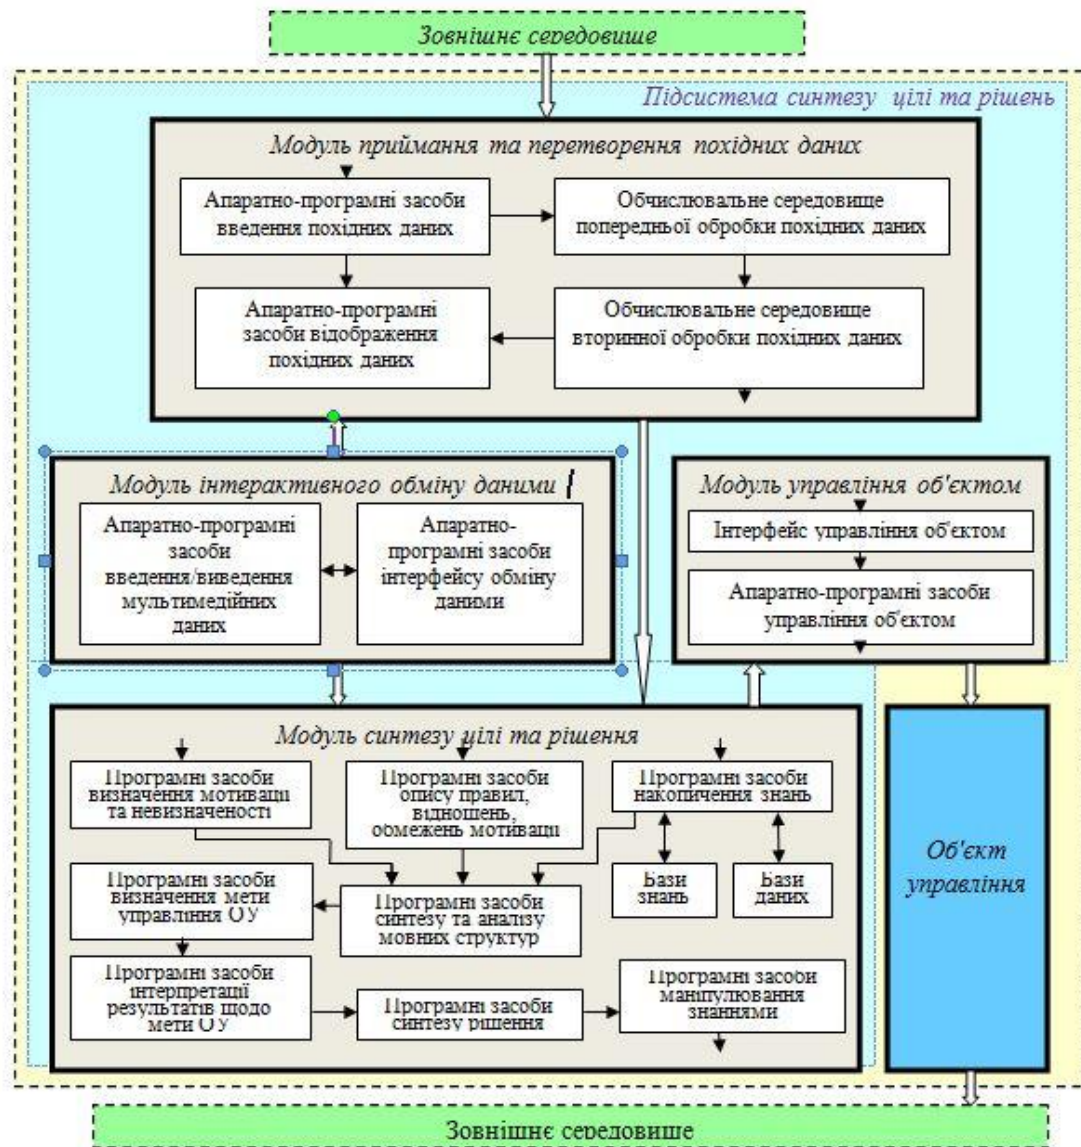 Зовнішнє середовище
Підсистема синтезу цілі та рішень
Модуль приймання та перетворення похідних даних
Апаратно-програмні засоби
введення похідних даних
Обчислювальне середовище
попередньої обробки похідних даних
Апаратно-програмні
засоби відображення
похідних даних
Обчислювальне середовище
вторинної обробки похідних даних
Модуль інтерактивного обміну даними
Апаратно-програмні
засоби
введення/виведення
мультимедійних
даних
Апаратно-
програмні засоби
інтерфейсу обміну
даними
Модуль управління об'єктом
Інтерфейс управління об'єктом
Апаратно-програмні засоби
управління об'єктом
Модуль синтезу цілі та рішення
Програмні засоби
визначення мотивації
та невизначеності
Програмні засоби
опису правил,
відношень,
обмежень мотивації
Програмні засоби
накопичення знань
Бази
знань
Бази
даних
Програмні засоби
визначення мети
управління ОУ
Програмні засоби
синтезу та аналізу
мовних структур
Програмні засоби
інтерпретації
результатів щодо
мети ОУ
Програмні засоби
синтезу рішення
Програмні засоби
маніпулювання
знаннями
Об'єкт
управління
Зовнішнє середовище